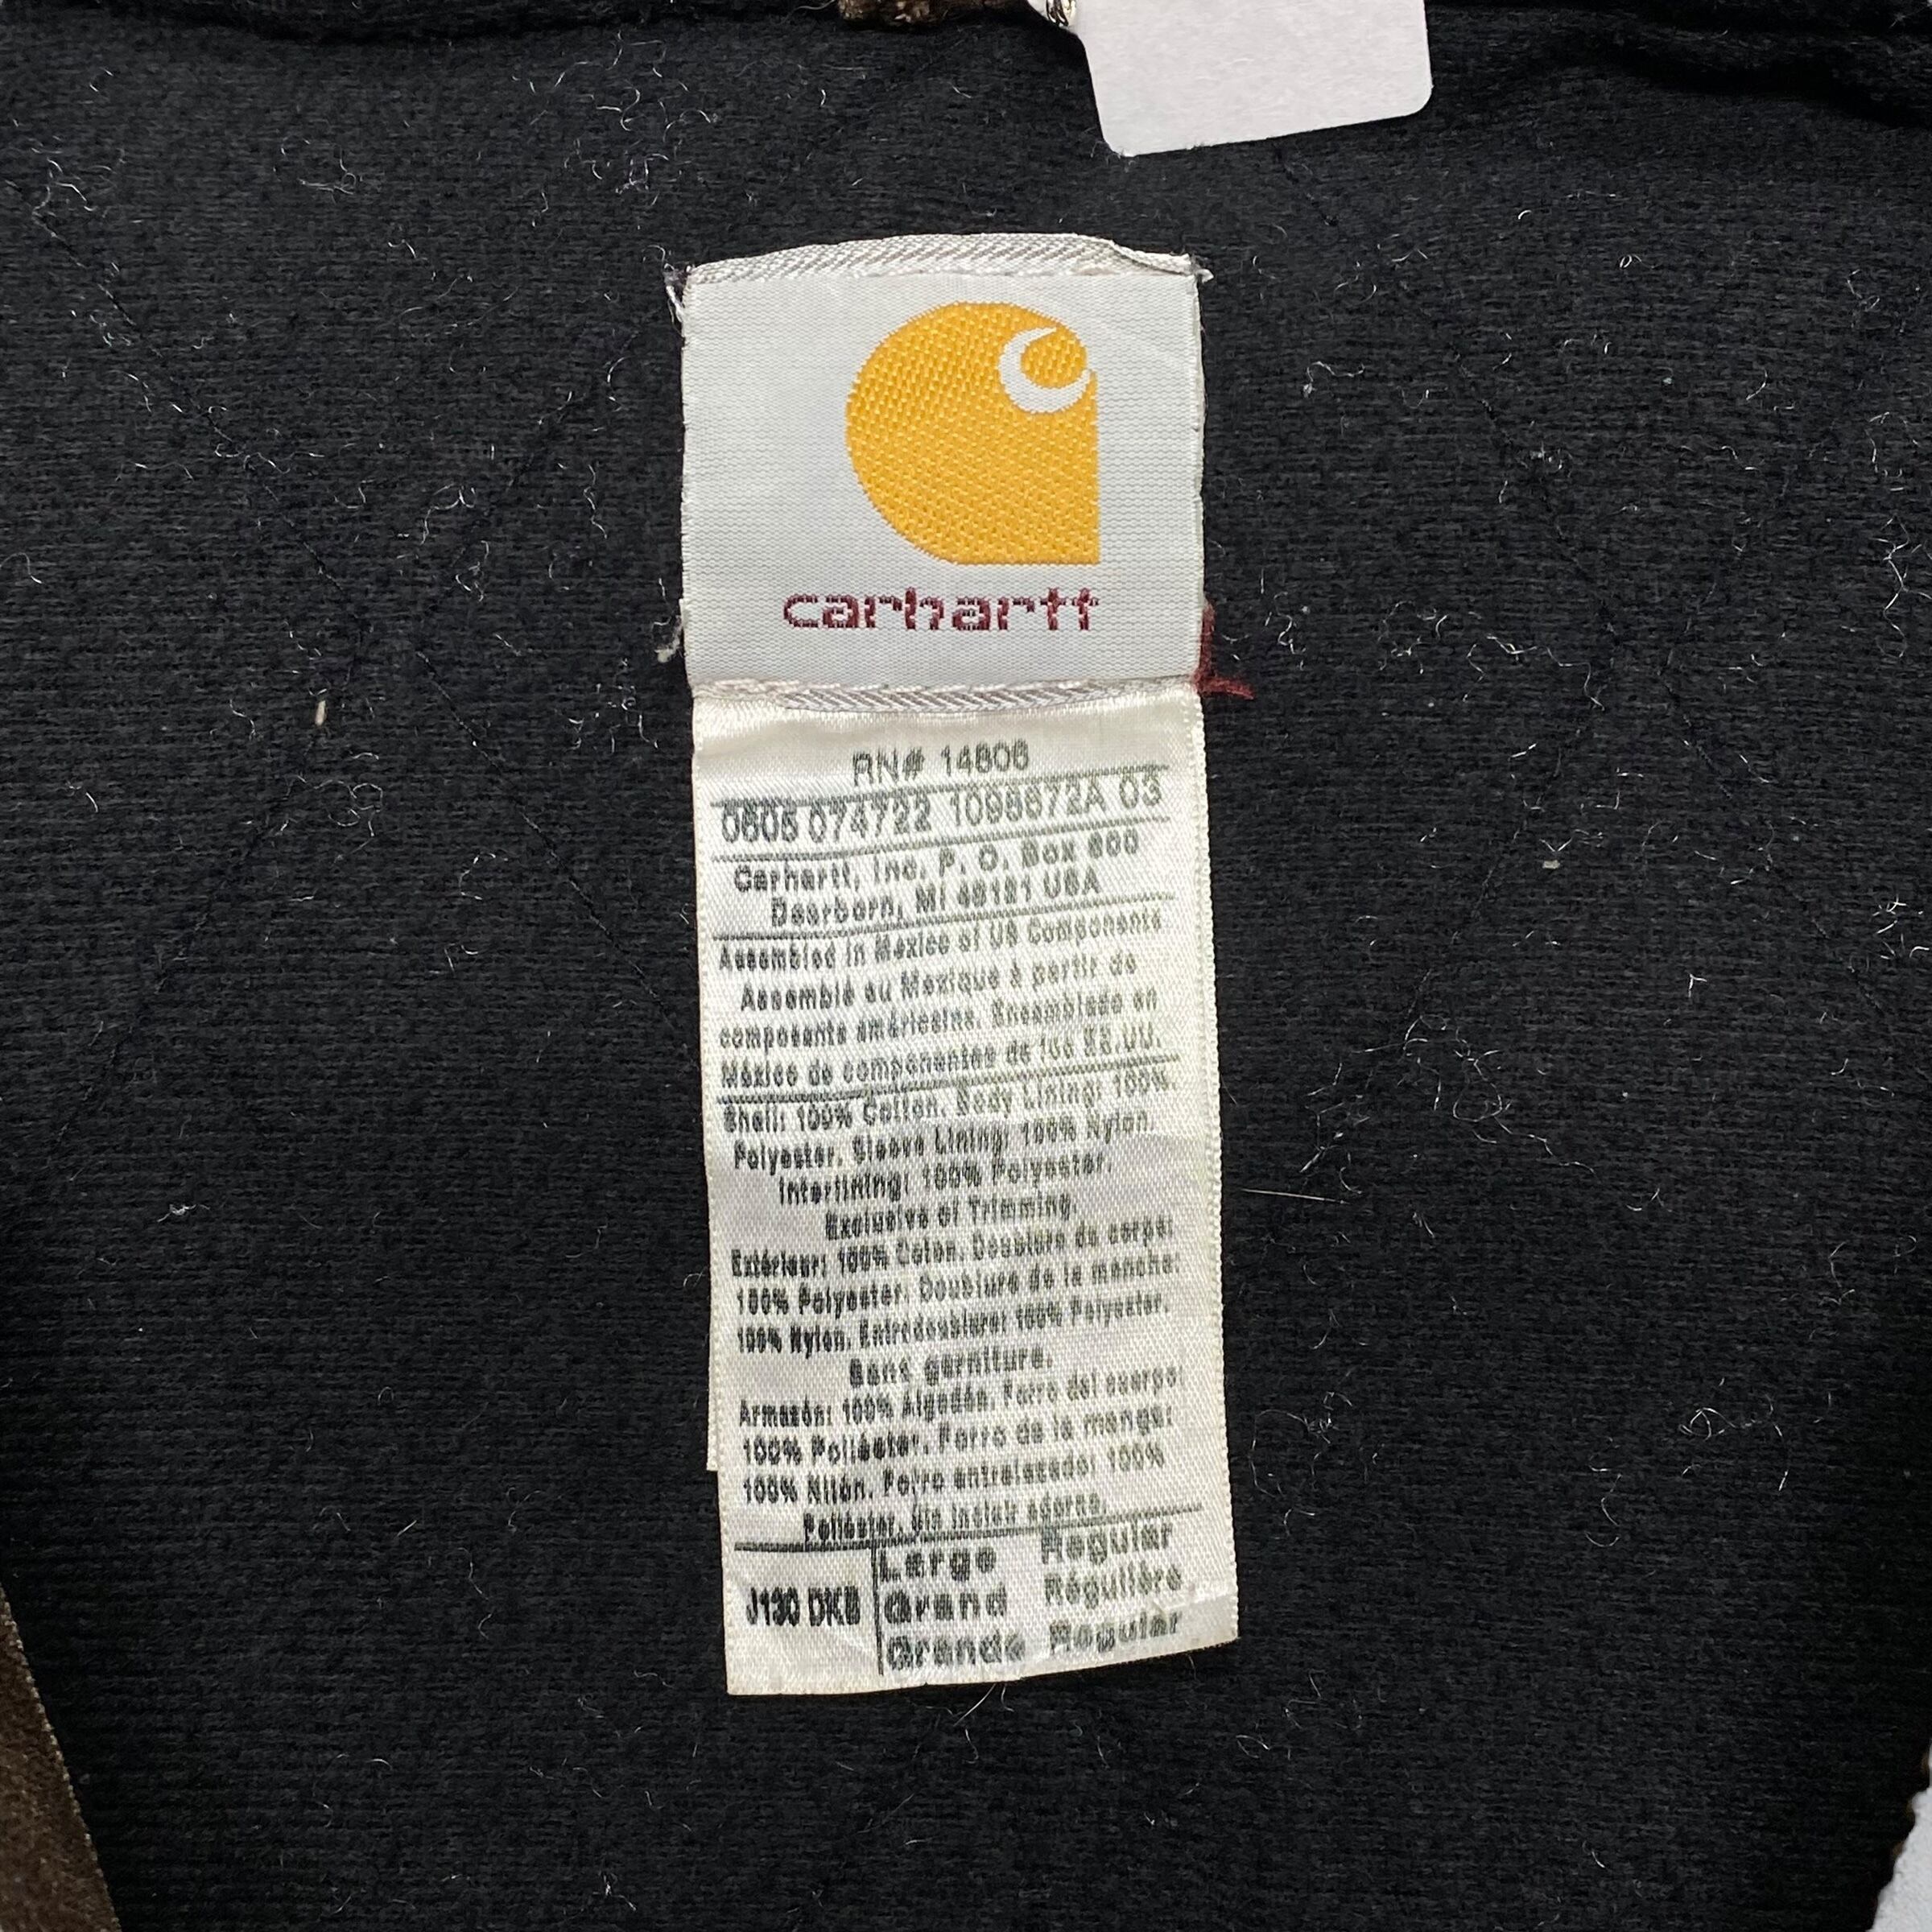 carhartt
RN# 14806
0605 074722 1098672A 03
Carhartt, Inc. P. O. Box 600
Dearborn, MI 48121 USA
Assembled in Mexico of US Components
Assemblé au Mexique à partir de
composants américains. Ensamblado en
México de componentes de los EE.UU.
Shell: 100% Cotton. Body Lining: 100%
Polyester. Sleeve Lining: 100% Nylon.
Interlining: 100% Polyester.
Exclusive of Trimming.
Extérieur: 100% Coton. Doublure de corps:
100% Polyester. Doublure de la manche:
100% Nylon. Entredoublure: 100% Polyester.
Sans garniture.
Armazón: 100% Algodón. Forro del cuerpo:
100% Poliéster. Forro de la manga:
100% Nilón. Forro entrelazado: 100%
Poliéster. Sin incluir adorno.
J130 DKB
Large Regular
Grand Régulière
Grande Regular